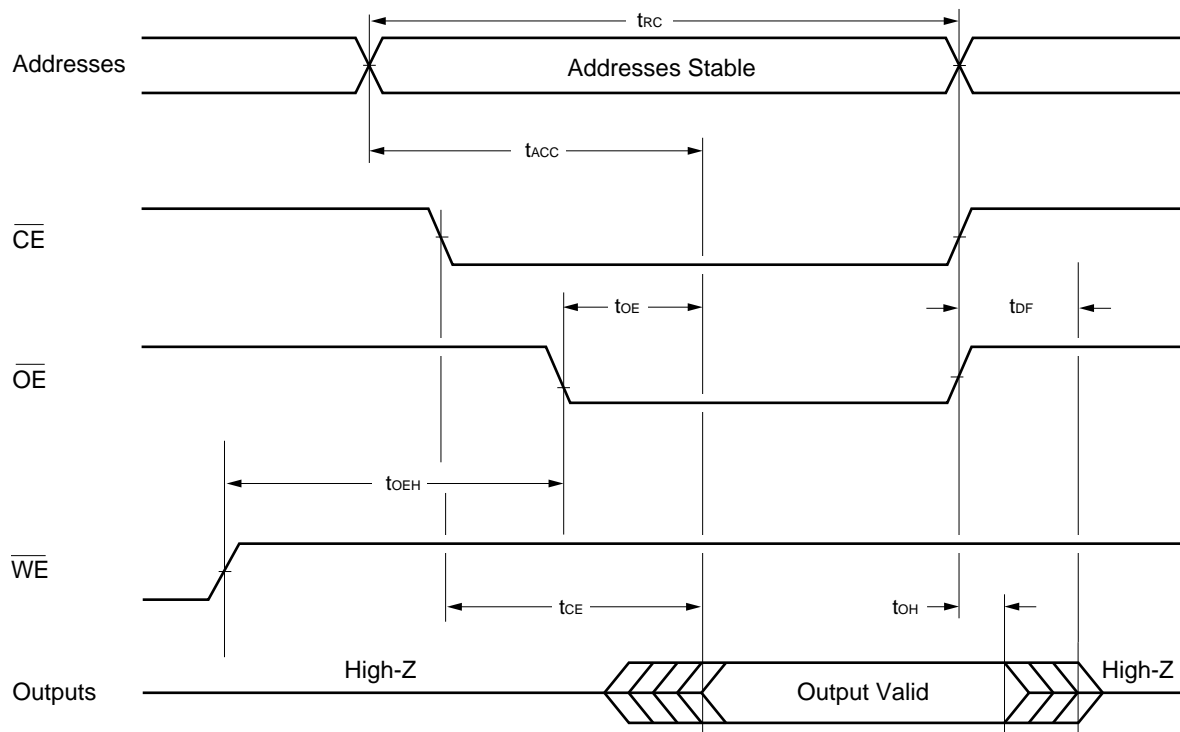 tRC
Addresses
Addresses Stable
tACC
CE
tOE
tDF
OE
tOEH
WE
tCE
tOH
High-Z
High-Z
Outputs
Output Valid